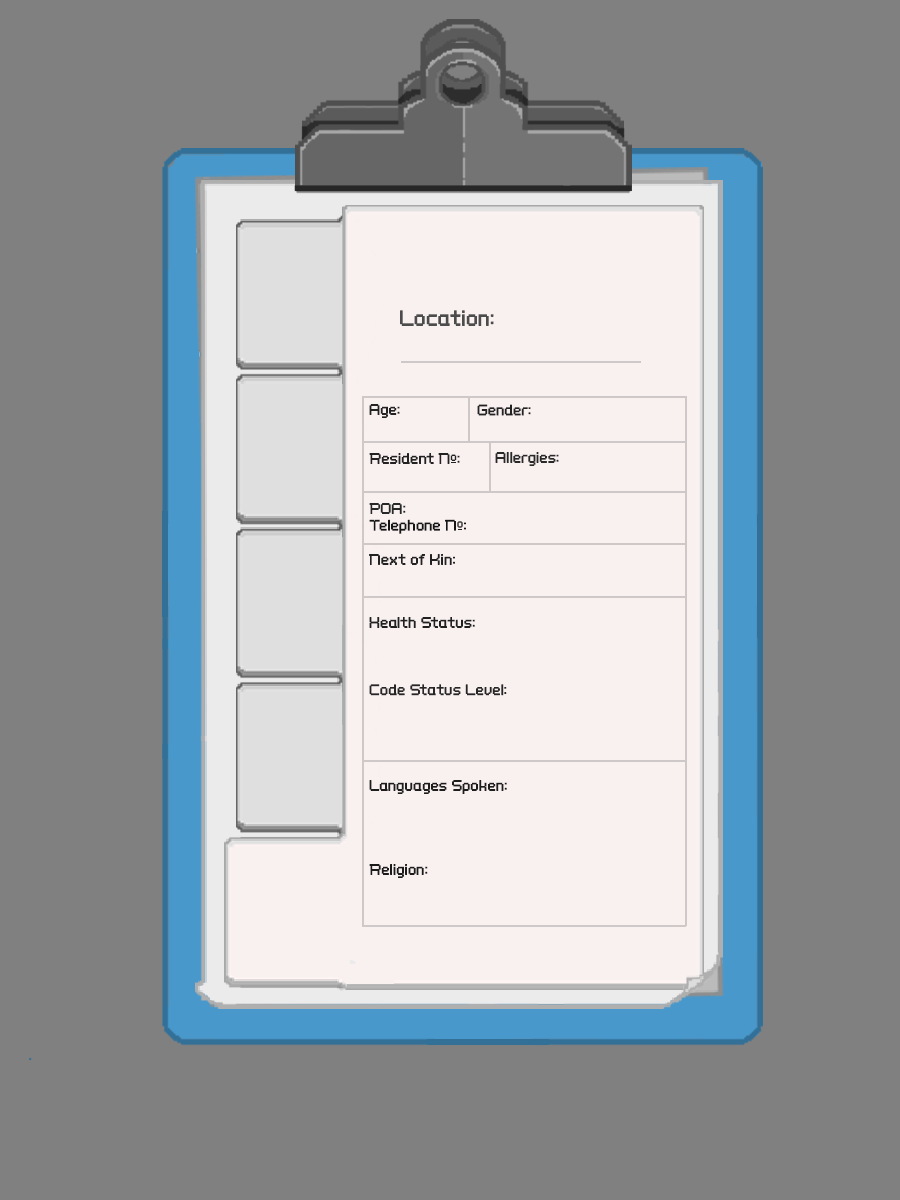 Location:
Age:
Gender:
Resident Nº:
Allergies:
POA:
Telephone Nº:
Next of Kin:
Health Status:
Code Status Level:
Languages Spoken:
Religion: